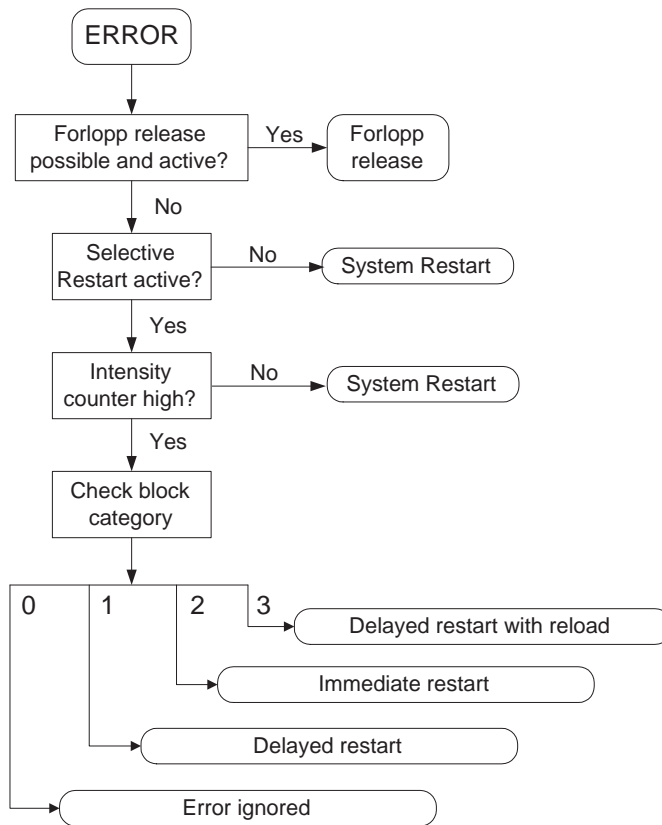 ERROR
Forlopp release
possible and active?
Yes
Forlopp
release
No
Selective
Restart active?
No
System Restart
Yes
Intensity
counter high?
No
System Restart
Yes
Check block
category
0
1
2
3
Delayed restart with reload
Immediate restart
Delayed restart
Error ignored